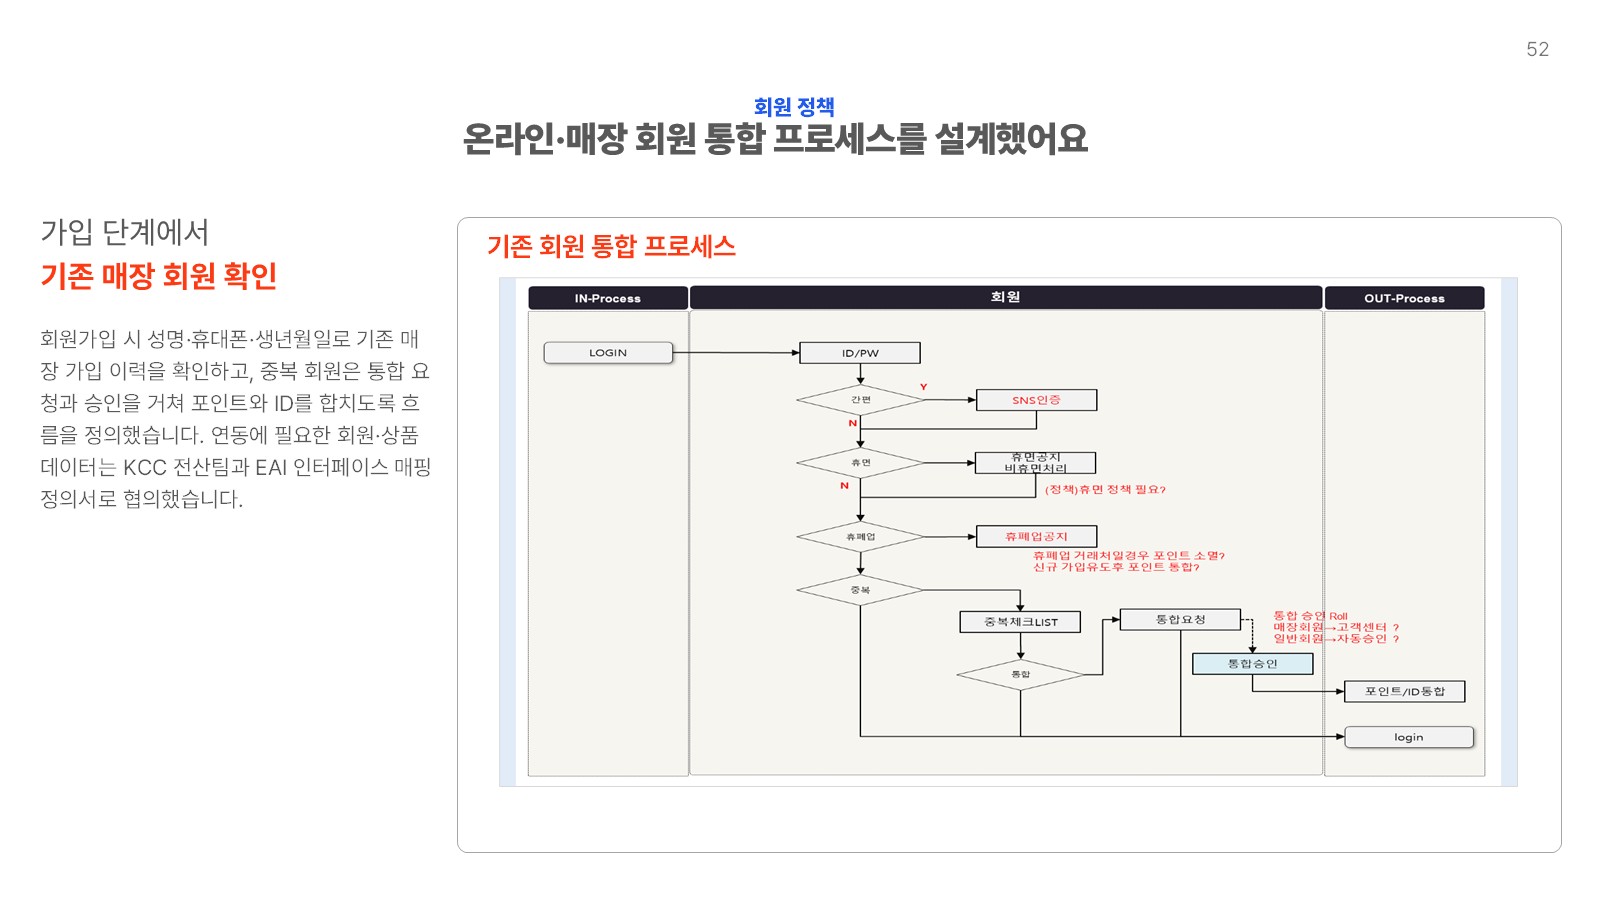 52
회원 정책
온라인·매장 회원 통합 프로세스를 설계했어요
가입 단계에서
기존 매장 회원 확인
회원가입 시 성명·휴대폰·생년월일로 기존 매
장 가입 이력을 확인하고, 중복 회원은 통합 요
청과 승인을 거쳐 포인트와 ID를 합치도록 흐
름을 정의했습니다. 연동에 필요한 회원·상품
데이터는 KCC 전산팀과 EAI 인터페이스 매핑
정의서로 협의했습니다.
기존 회원 통합 프로세스
IN-Process
회원
OUT-Process
LOGIN
ID/PW
Y
간편
SNS인증
N
휴면
휴면공지
비휴면처리
N
(정책)휴면 정책 필요?
휴폐업
휴폐업공지
휴폐업 거래처일경우 포인트 소멸?
신규 가입유도후 포인트 통합?
중복
중복체크LIST
통합요청
통합 승인 Roll
매장회원→고객센터 ?
일반회원→자동승인 ?
통합승인
통합
포인트/ID통합
login